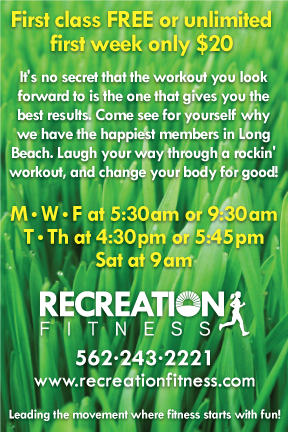 First class FREE or unlimited
first week only $20
It's no secret that the workout you look
forward to is the one that gives you the
best results. Come see for yourself why
we have the happiest members in Long
Beach. Laugh your way through a rockin'
workout, and change your body for good!
M • W • F at 5:30am or 9:30am
T • Th at 4:30pm or 5:45pm
Sat at 9am
RECREATION
FITNESS
562·243·2221
www.recreationfitness.com
Leading the movement where fitness starts with fun!